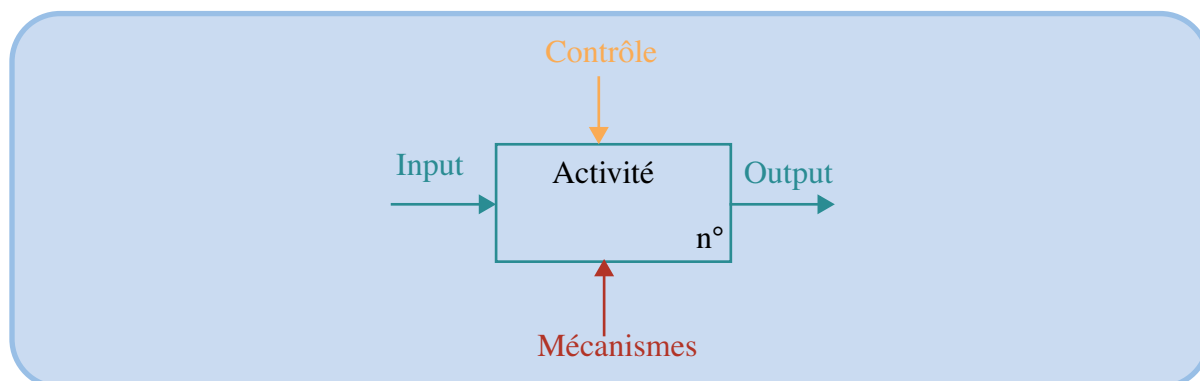 Contrôle
Input
Activité
Output
n°
Mécanismes